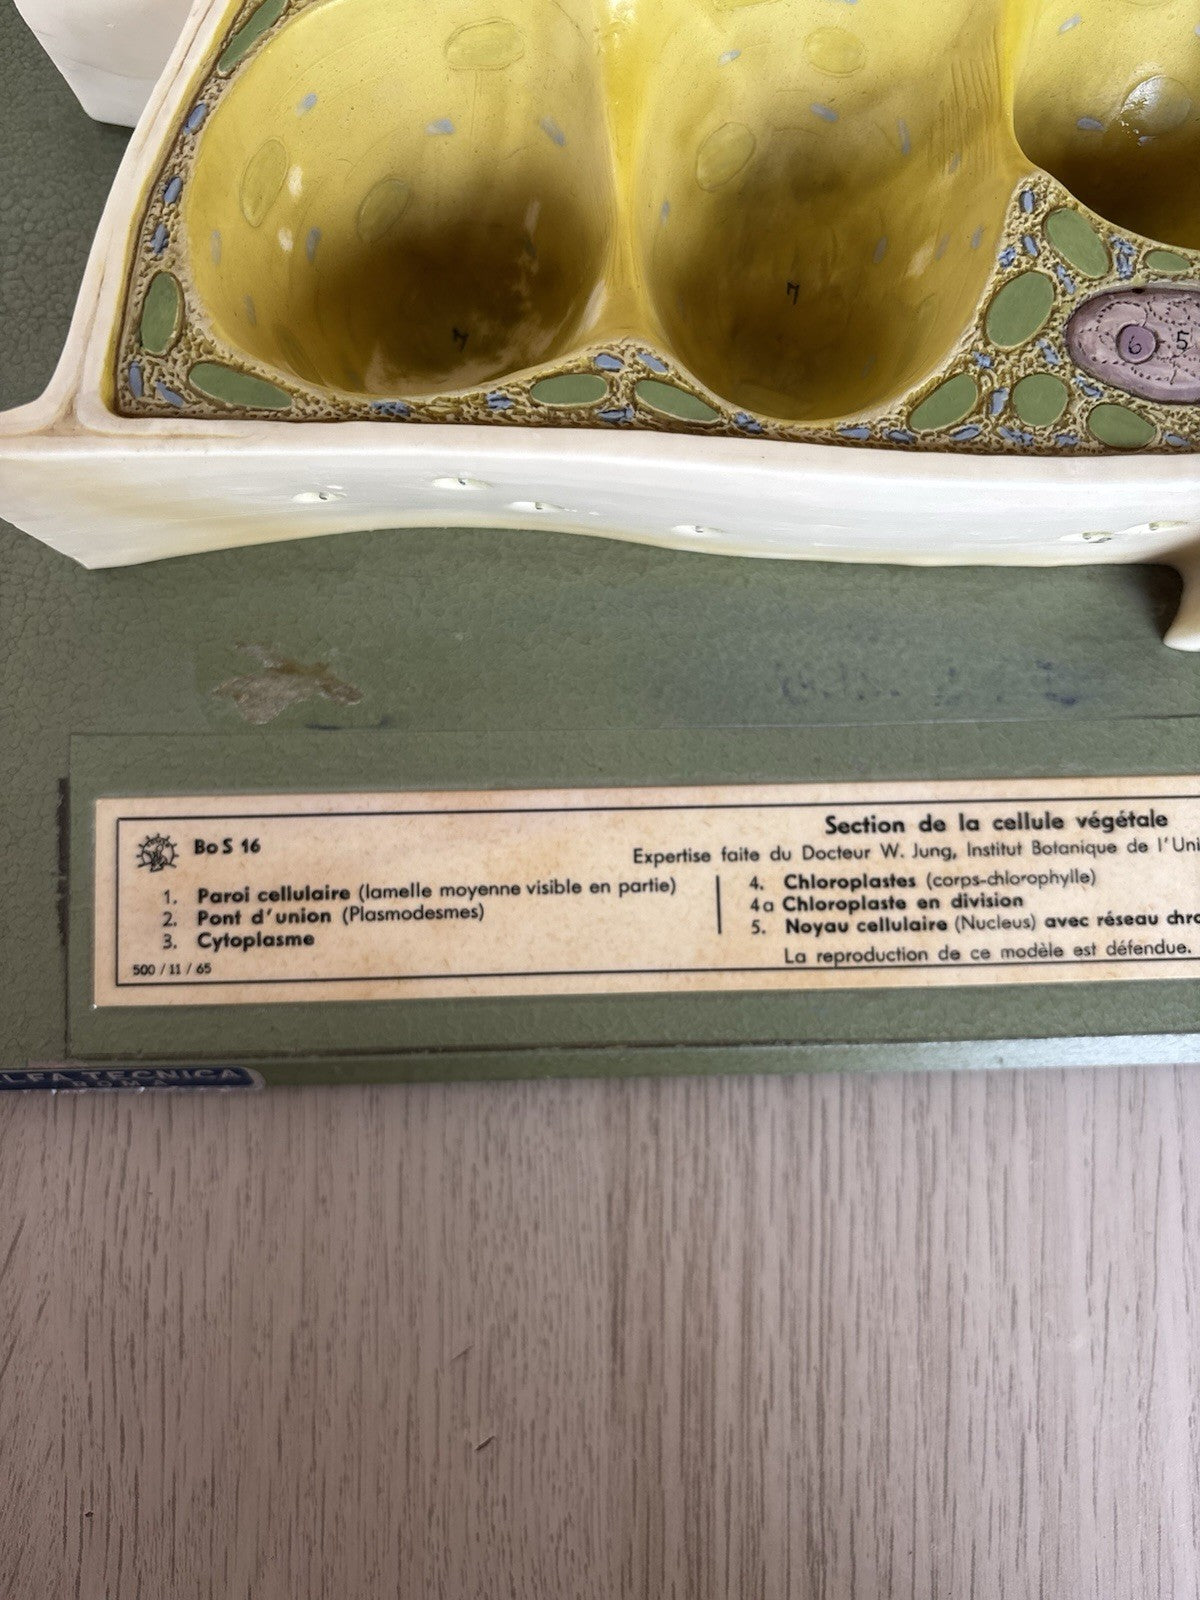 7
7
6
5
Bo S 16
Section de la cellule végétale
Expertise faite du Docteur W. Jung, Institut Botanique de l'Uni
1. Paroi cellulaire (lamelle moyenne visible en partie)
2. Pont d'union (Plasmodesmes)
3. Cytoplasme
500 / 11 / 65
4. Chloroplastes (corps-chlorophylle)
4a Chloroplaste en division
5. Noyau cellulaire (Nucleus) avec réseau chro
La reproduction de ce modèle est défendue.
LFA TECNICA
ROMA